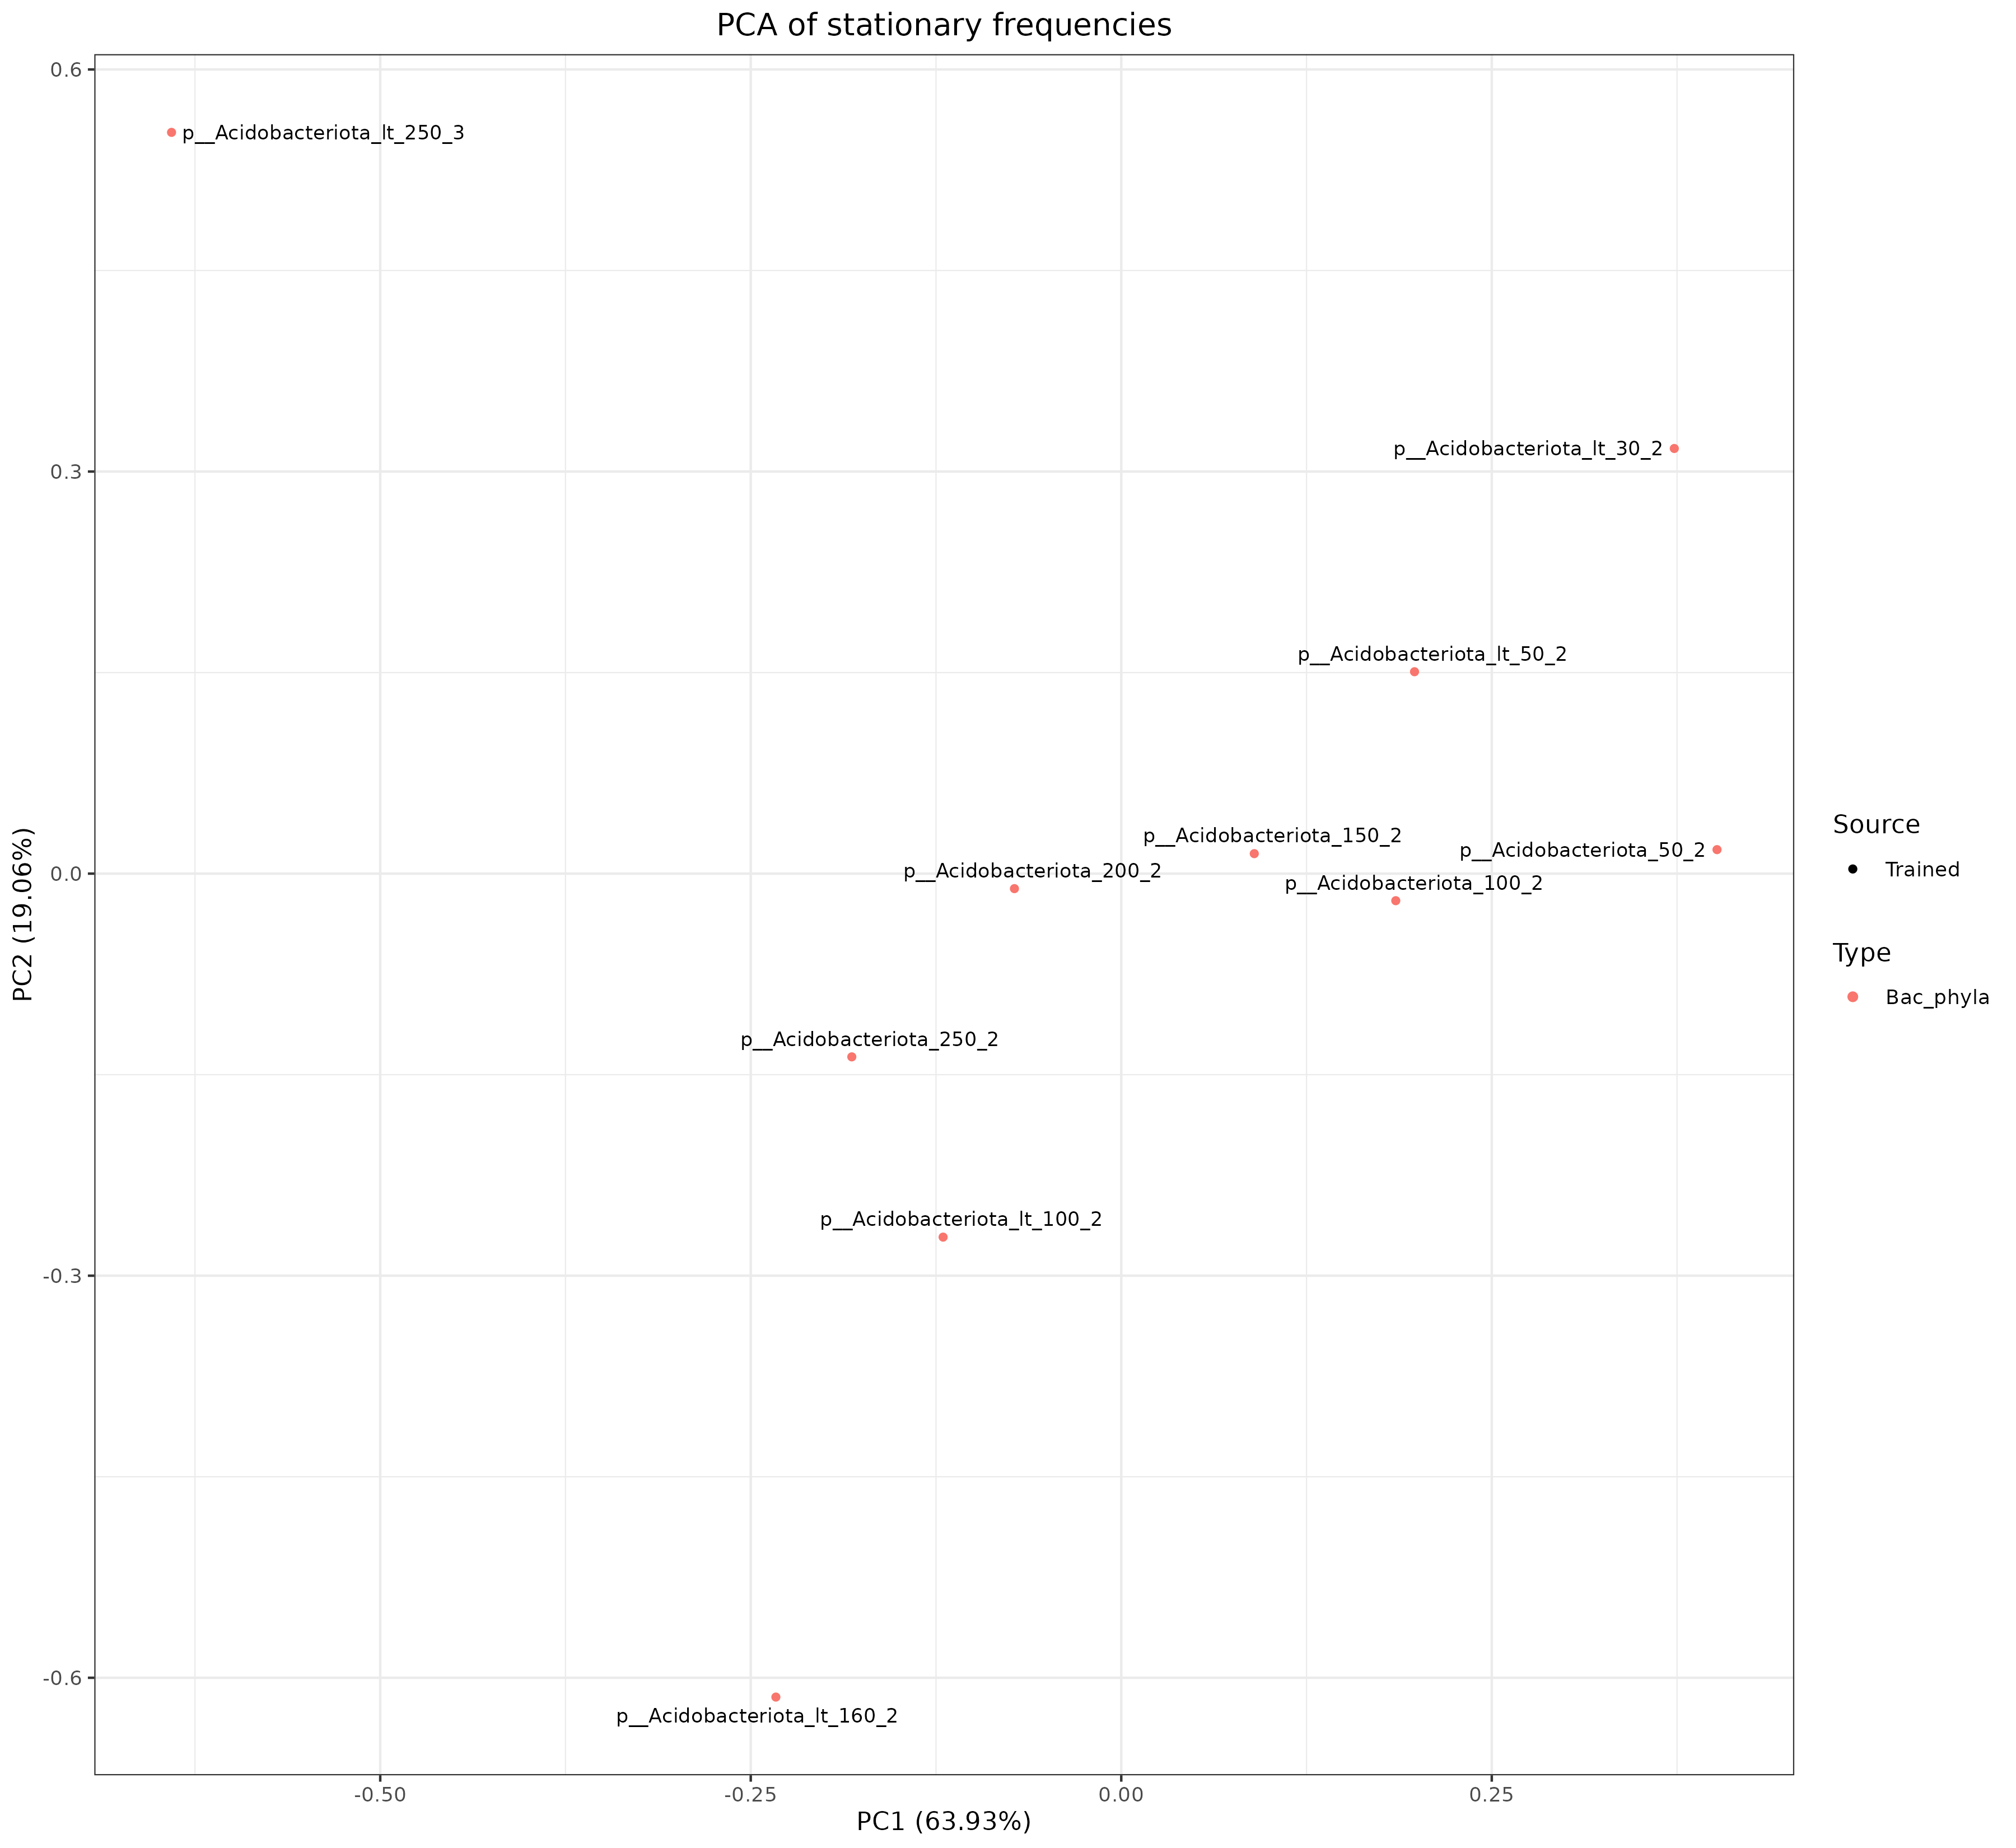 PCA of stationary frequencies
0.6
p__Acidobacteriota_lt_250_3
p__Acidobacteriota_lt_30_2
0.3
p__Acidobacteriota_lt_50_2
p__Acidobacteriota_150_2
p__Acidobacteriota_50_2
p__Acidobacteriota_200_2
0.0
p__Acidobacteriota_100_2
p__Acidobacteriota_250_2
p__Acidobacteriota_lt_100_2
-0.3
-0.6
p__Acidobacteriota_lt_160_2
PC2 (19.06%)
-0.50
-0.25
0.00
0.25
PC1 (63.93%)
Source
Trained
Type
Bac_phyla